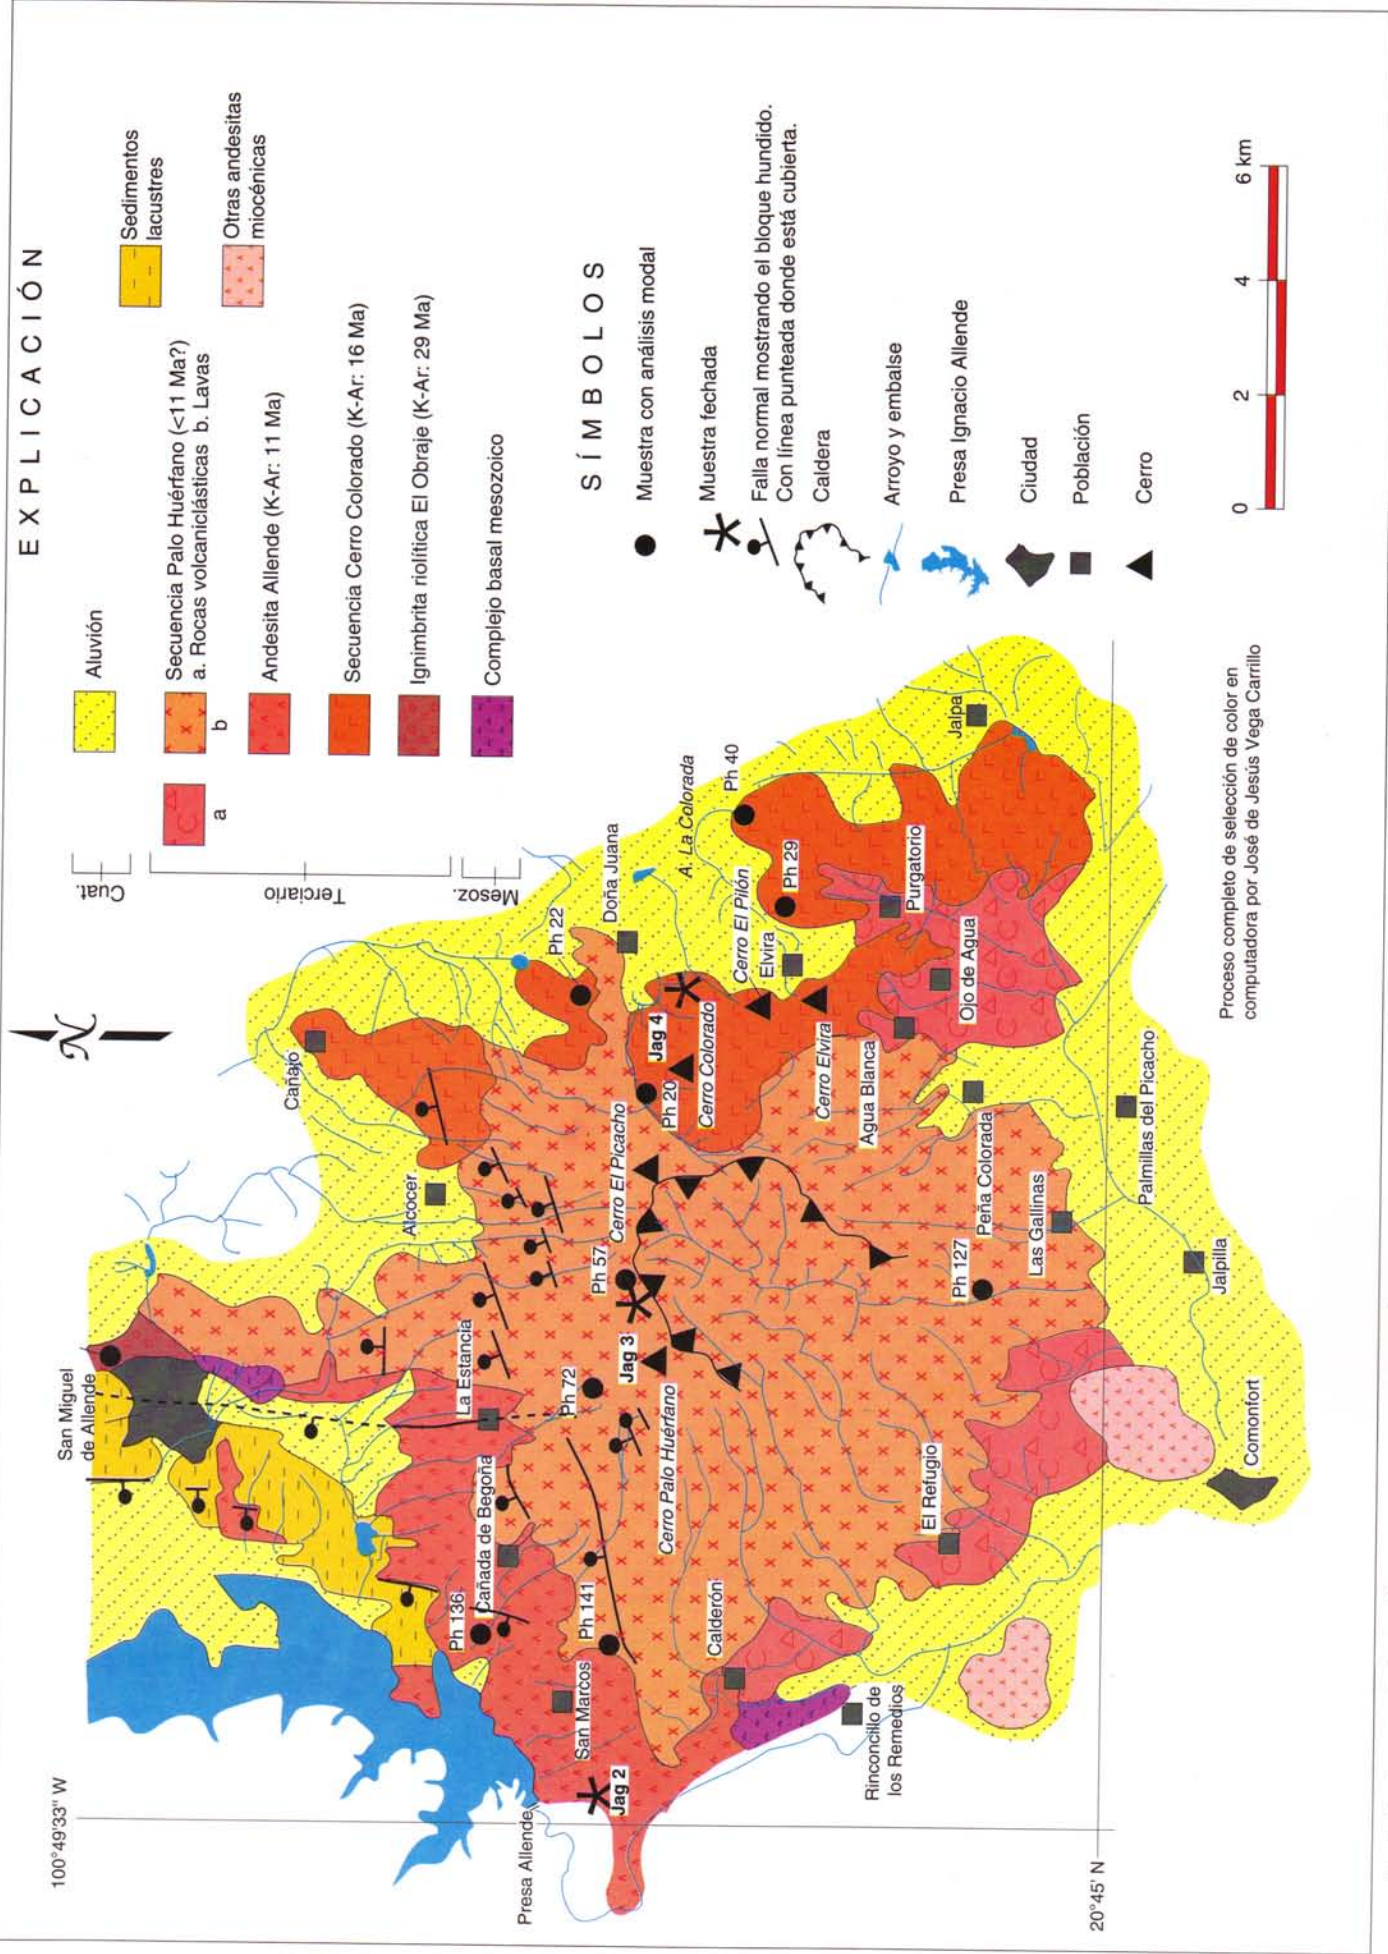 EXPLICACIÓN
Cuat.
Terciario
Mesoz.
Aluvión
a
b
Secuencia Palo Huérfano (<11 Ma?)
a. Rocas volcaniclásticas b. Lavas
Andesita Allende (K-Ar: 11 Ma)
Secuencia Cerro Colorado (K-Ar: 16 Ma)
Ignimbrita riolítica El Obraje (K-Ar: 29 Ma)
Complejo basal mesozoico
Sedimentos
lacustres
Otras andesitas
miocénicas
SÍMBOLOS
Muestra con análisis modal
Muestra fechada
Falla normal mostrando el bloque hundido.
Con línea punteada donde está cubierta.
Caldera
Arroyo y embalse
Presa Ignacio Allende
Ciudad
Población
Cerro
0
2
4
6 km
N
100°49'33" W
20°45' N
San Miguel
de Allende
Cañajo
Alcocer
La Estancia
Cañada de Begoña
Ph 136
Ph 141
San Marcos
Presa Allende
Jag 2
Ph 72
Jag 3
Ph 57
Cerro El Picacho
Ph 20
Jag 4
Cerro Colorado
Ph 22
Doña Juana
A. La Colorada
Ph 40
Cerro El Pilón
Elvira
Ph 29
Cerro Elvira
Purgatorio
Jalpa
Agua Blanca
Ojo de Agua
Cerro Palo Huérfano
Calderón
Rinconcillo de
los Remedios
El Refugio
Ph 127
Peña Colorada
Las Gallinas
Palmillas del Picacho
Jalpilla
Comonfort
Proceso completo de selección de color en
computadora por José de Jesús Vega Carrillo